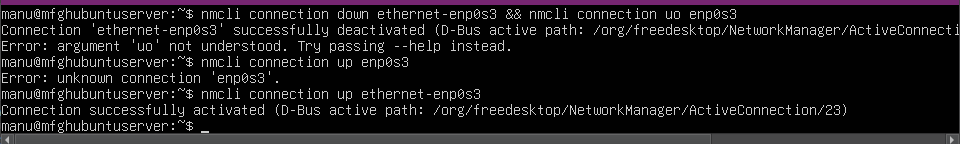 manu@mfghubuntuserver:~$ nmcli connection down ethernet-enp0s3 && nmcli connection uo enp0s3
Connection 'ethernet-enp0s3' successfully deactivated (D-Bus active path: /org/freedesktop/NetworkManager/ActiveConnecti
Error: argument 'uo' not understood. Try passing --help instead.
manu@mfghubuntuserver:~$ nmcli connection up enp0s3
Error: unknown connection 'enp0s3'.
manu@mfghubuntuserver:~$ nmcli connection up ethernet-enp0s3
Connection successfully activated (D-Bus active path: /org/freedesktop/NetworkManager/ActiveConnection/23)
manu@mfghubuntuserver:~$ _